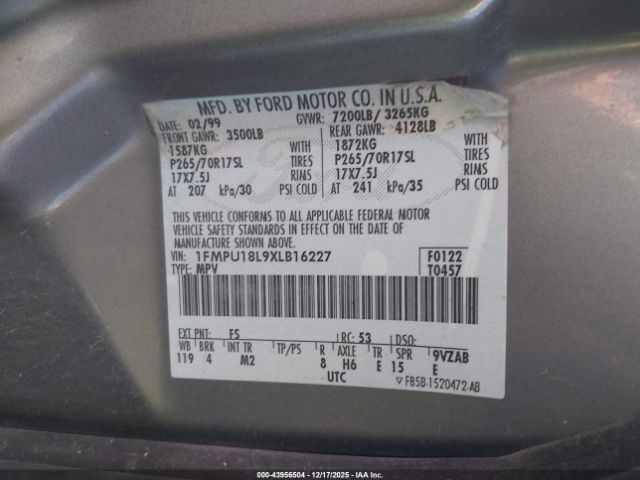 MFD. BY FORD MOTOR CO. IN U.S.A.
DATE: 02/99 GVWR: 7200LB/ 3265KG
FRONT GAWR: 3500LB REAR GAWR: 4128LB
1587KG WITH 1872KG WITH
P265/70R17SL TIRES P265/70R17SL TIRES
17X7.5J RIMS 17X7.5J RIMS
AT 207 kPa/30 PSI COLD AT 241 kPa/35 PSI COLD
THIS VEHICLE CONFORMS TO ALL APPLICABLE FEDERAL MOTOR
VEHICLE SAFETY STANDARDS IN EFFECT ON THE DATE OF
MANUFACTURE SHOWN ABOVE.
VIN: 1FMPU18L9XLB16227 F0122
TYPE: MPV T0457
EXT PNT: FS RC: 53 DSO:
WB BRK INT TR TP/PS R AXLE TR SPR 9VZAB
119 4 M2 8 H6 E 15 E
UTC F85B-1520472-AB
000-43956504 - 12/17/2025 - IAA, Inc.